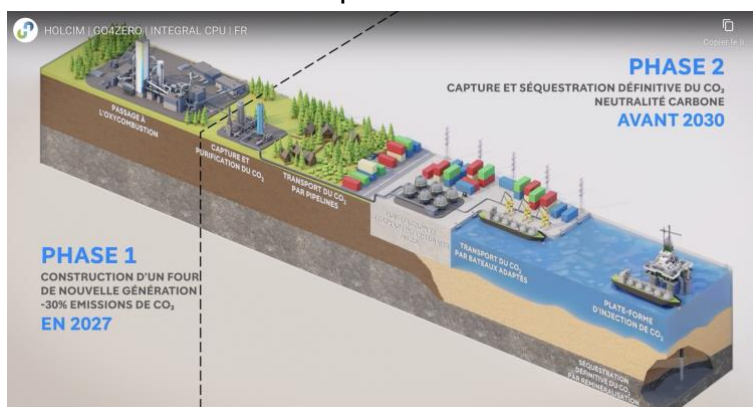 HOLCIM | GO4ZERO | INTEGRAL CPU | FR
Copier le li
PHASE 2
CAPTURE ET SÉQUESTRATION DÉFINITIVE DU CO₂
NEUTRALITÉ CARBONE
AVANT 2030
PASSAGE À
L'OXYCOMBUSTION
CAPTURE ET
PURIFICATION DU CO₂
TRANSPORT DU CO₂
PAR PIPELINES
TRANSPORT DU CO₂
PAR BATEAUX ADAPTÉS
PLATE-FORME
D'INJECTION DE CO₂
SÉQUESTRATION
DÉFINITIVE DU CO₂
PAR REMINÉRALISATION
PHASE 1
CONSTRUCTION D'UN FOUR
DE NOUVELLE GÉNÉRATION
-30% EMISSIONS DE CO₂
EN 2027